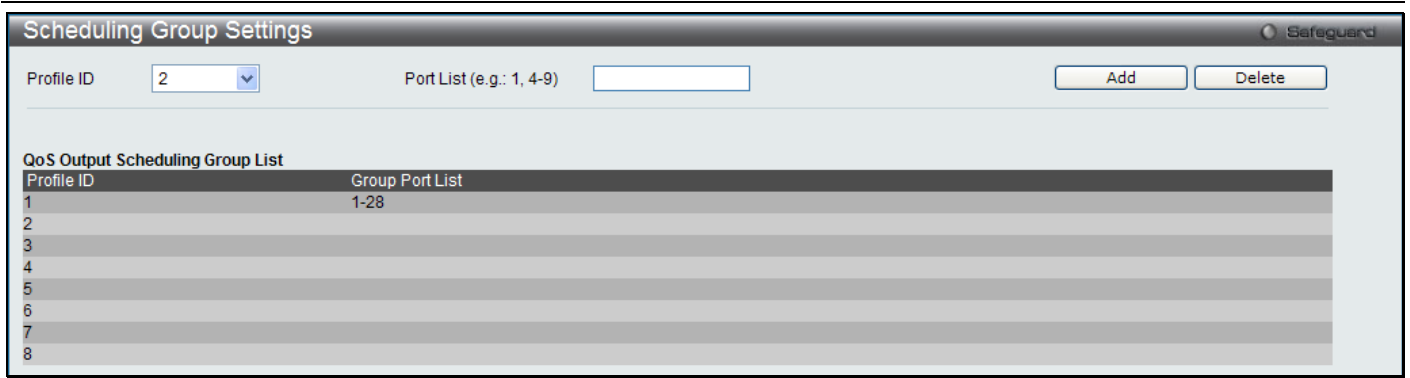 Scheduling Group Settings
Safeguard
Profile ID 2 Port List (e.g.: 1, 4-9) Add Delete
QoS Output Scheduling Group List
Profile ID Group Port List
1 1-28
2
3
4
5
6
7
8